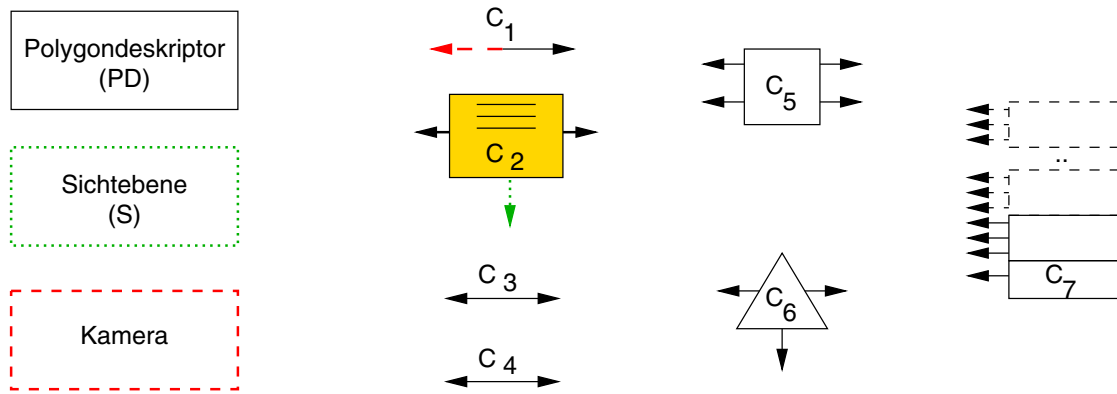 Polygondeskriptor
(PD)
Sichtebene
(S)
Kamera
C1
C2
C3
C4
C5
C6
..
C7